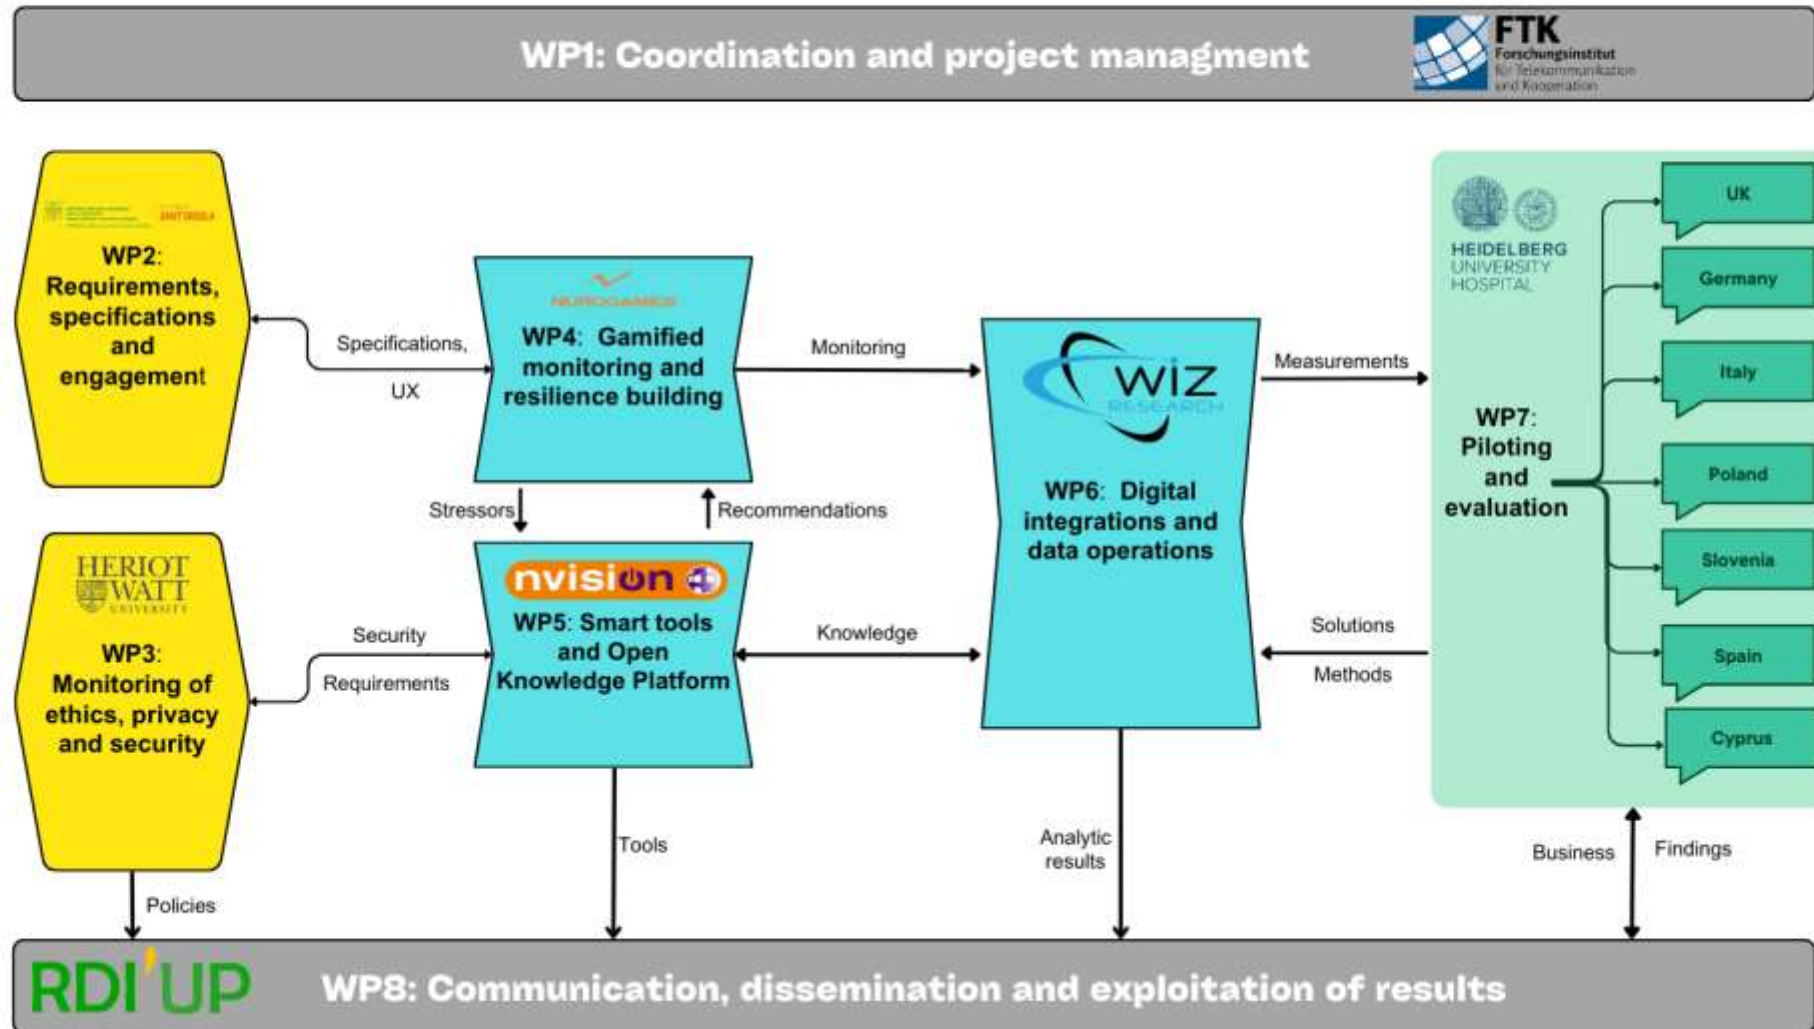 WP1: Coordination and project managment
FTK
Forschungsinstitut
für Telekommunikation
und Kooperation
WP2:
Requirements,
specifications
and
engagement
Specifications,
UX
NUROGAMES
WP4: Gamified
monitoring and
resilience building
Monitoring
WIZ
RESEARCH
WP6: Digital
integrations and
data operations
Measurements
HEIDELBERG
UNIVERSITY
HOSPITAL
WP7:
Piloting
and
evaluation
UK
Germany
Italy
Poland
Slovenia
Spain
Cyprus
Stressors
Recommendations
HERIOT
WATT
UNIVERSITY
WP3:
Monitoring of
ethics, privacy
and security
Security
Requirements
nvision
WP5: Smart tools
and Open
Knowledge Platform
Knowledge
Solutions
Methods
Policies
Tools
Analytic
results
Business
Findings
RDI'UP
WP8: Communication, dissemination and exploitation of results